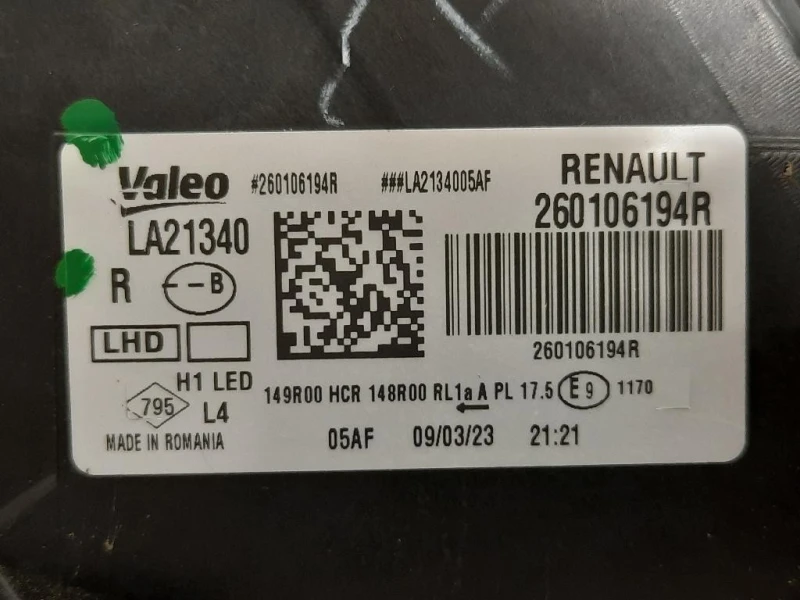 Valeo #260106194R ###LA2134005AF RENAULT
LA21340 260106194R
R --B
LHD
260106194R
H1 LED
149R00 HCR 148R00 RL1a A PL 17.5 E9 1170
795 L4
MADE IN ROMANIA 05AF 09/03/23 21:21